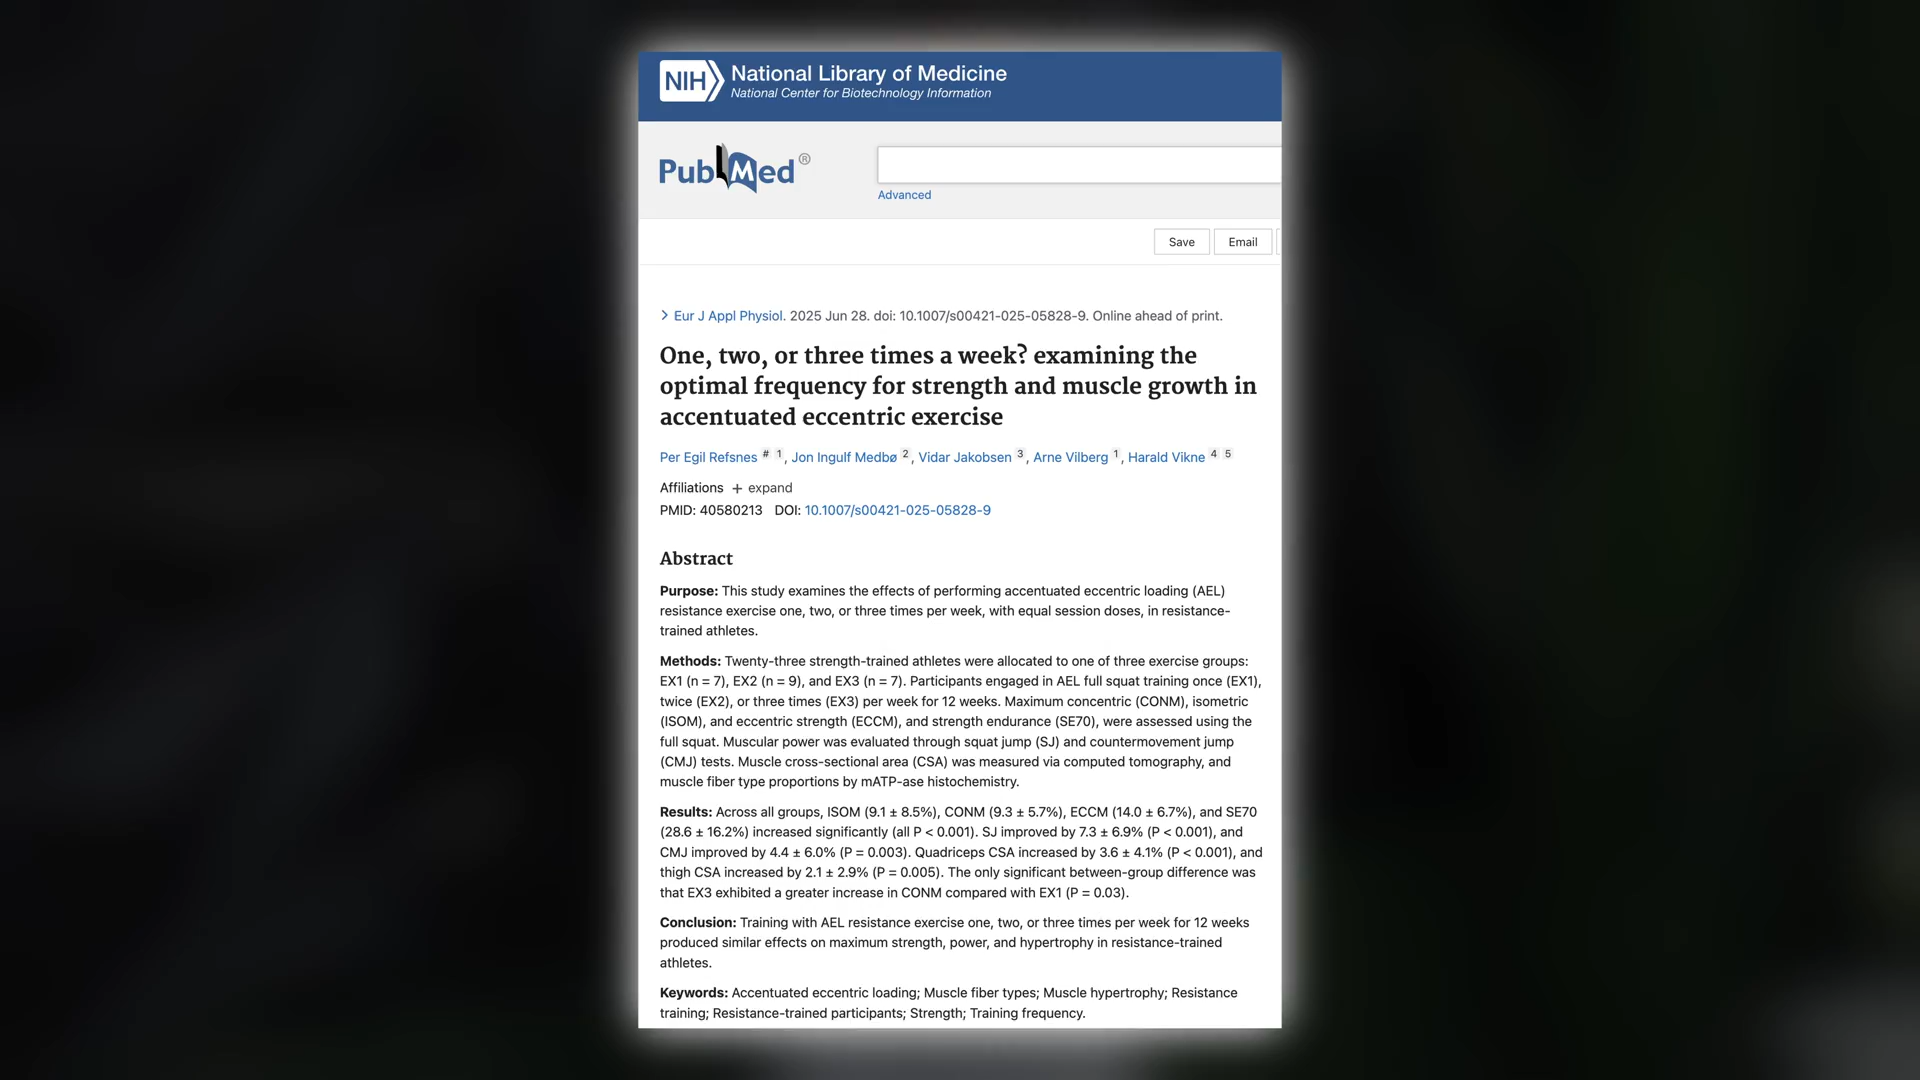 NIH National Library of Medicine
National Center for Biotechnology Information
PubMed®
Advanced
Save Email
Eur J Appl Physiol. 2025 Jun 28. doi: 10.1007/s00421-025-05828-9. Online ahead of print.
One, two, or three times a week? examining the
optimal frequency for strength and muscle growth in
accentuated eccentric exercise
Per Egil Refsnes # 1, Jon Ingulf Medbø 2, Vidar Jakobsen 3, Arne Vilberg 1, Harald Vikne 4 5
Affiliations + expand
PMID: 40580213 DOI: 10.1007/s00421-025-05828-9
Abstract
Purpose: This study examines the effects of performing accentuated eccentric loading (AEL)
resistance exercise one, two, or three times per week, with equal session doses, in resistance-
trained athletes.
Methods: Twenty-three strength-trained athletes were allocated to one of three exercise groups:
EX1 (n = 7), EX2 (n = 9), and EX3 (n = 7). Participants engaged in AEL full squat training once (EX1),
twice (EX2), or three times (EX3) per week for 12 weeks. Maximum concentric (CONM), isometric
(ISOM), and eccentric strength (ECCM), and strength endurance (SE70), were assessed using the
full squat. Muscular power was evaluated through squat jump (SJ) and countermovement jump
(CMJ) tests. Muscle cross-sectional area (CSA) was measured via computed tomography, and
muscle fiber type proportions by mATP-ase histochemistry.
Results: Across all groups, ISOM (9.1 ± 8.5%), CONM (9.3 ± 5.7%), ECCM (14.0 ± 6.7%), and SE70
(28.6 ± 16.2%) increased significantly (all P < 0.001). SJ improved by 7.3 ± 6.9% (P < 0.001), and
CMJ improved by 4.4 ± 6.0% (P = 0.003). Quadriceps CSA increased by 3.6 ± 4.1% (P < 0.001), and
thigh CSA increased by 2.1 ± 2.9% (P = 0.005). The only significant between-group difference was
that EX3 exhibited a greater increase in CONM compared with EX1 (P = 0.03).
Conclusion: Training with AEL resistance exercise one, two, or three times per week for 12 weeks
produced similar effects on maximum strength, power, and hypertrophy in resistance-trained
athletes.
Keywords: Accentuated eccentric loading; Muscle fiber types; Muscle hypertrophy; Resistance
training; Resistance-trained participants; Strength; Training frequency.